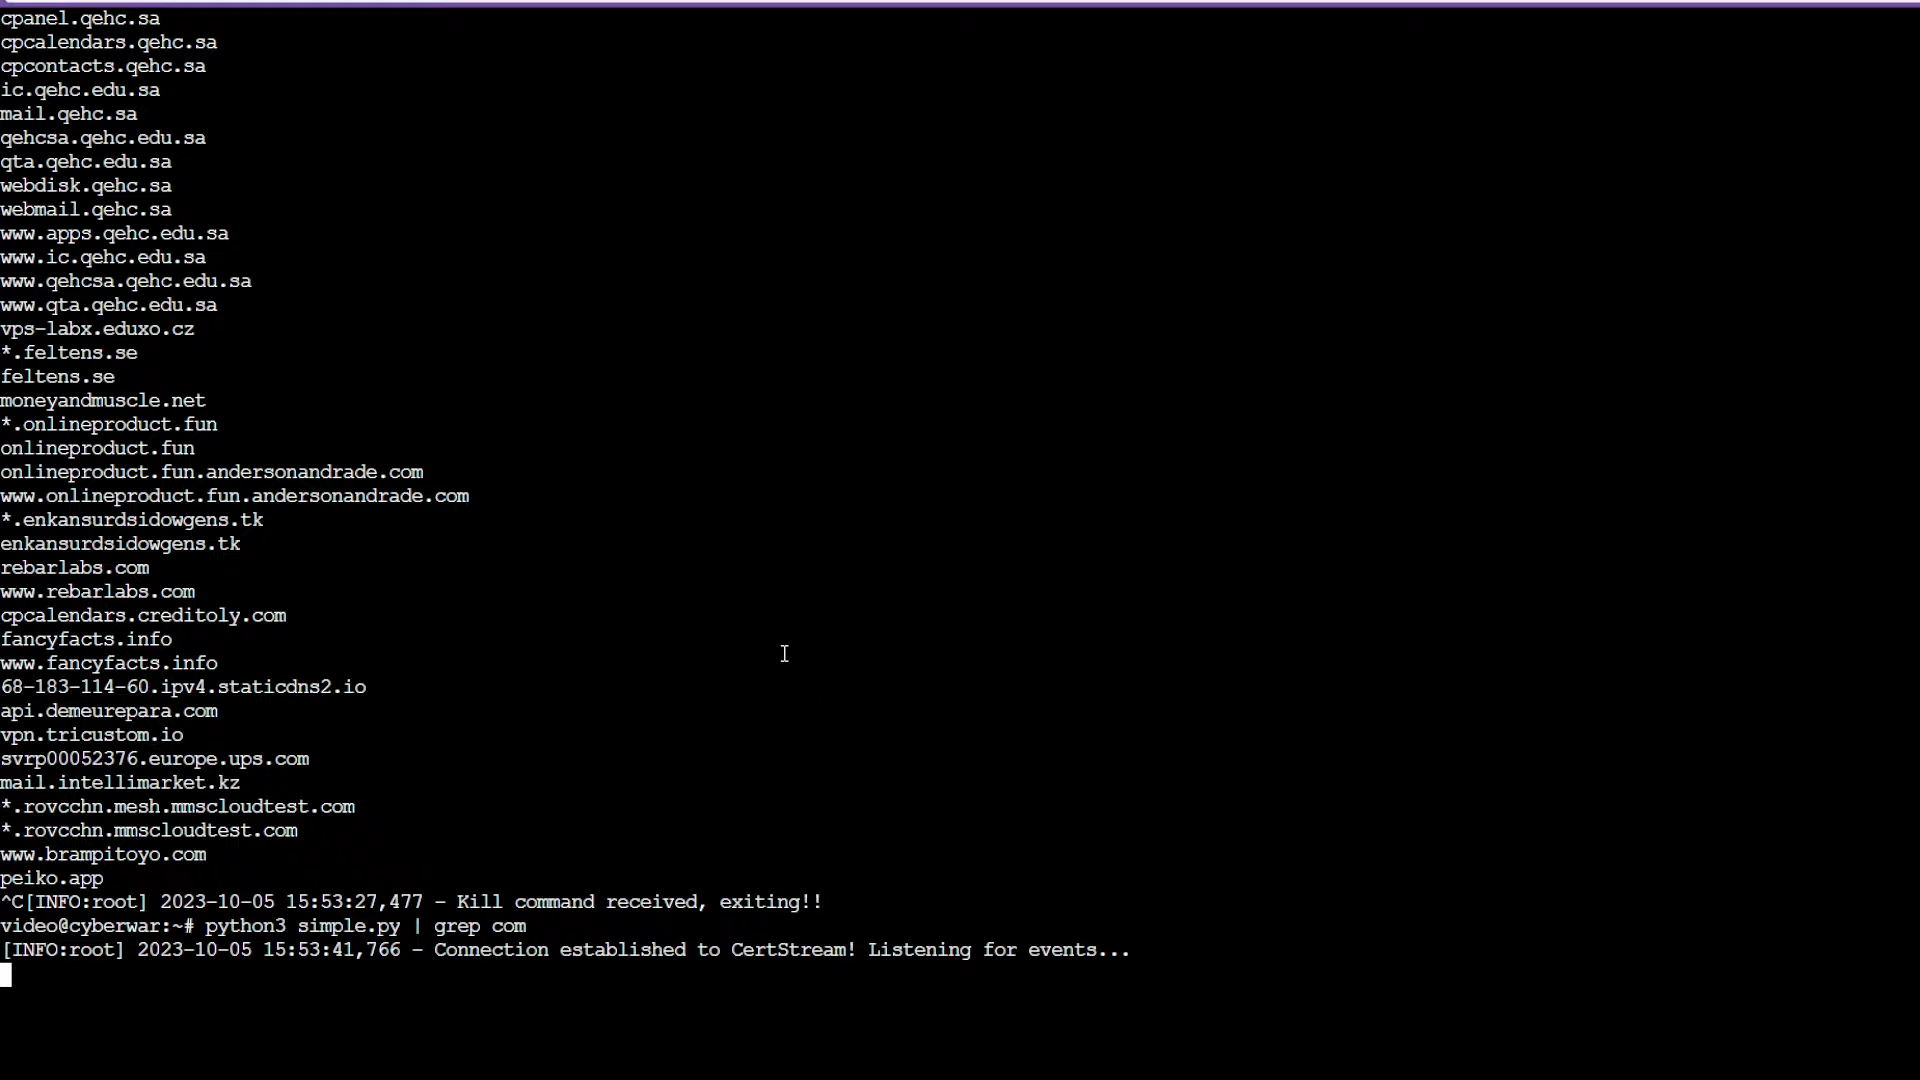 cpanel.qehc.sa
cpcalendars.qehc.sa
cpcontacts.qehc.sa
ic.qehc.edu.sa
mail.qehc.sa
qehcsa.qehc.edu.sa
qta.qehc.edu.sa
webdisk.qehc.sa
webmail.qehc.sa
www.apps.qehc.edu.sa
www.ic.qehc.edu.sa
www.qehcsa.qehc.edu.sa
www.qta.qehc.edu.sa
vps-labx.eduxo.cz
*.feltens.se
feltens.se
moneyandmuscle.net
*.onlineproduct.fun
onlineproduct.fun
onlineproduct.fun.andersonandrade.com
www.onlineproduct.fun.andersonandrade.com
*.enkansurdsidowgens.tk
enkansurdsidowgens.tk
rebarlabs.com
www.rebarlabs.com
cpcalendars.creditoly.com
fancyfacts.info
www.fancyfacts.info
68-183-114-60.ipv4.staticdns2.io
api.demeurepara.com
vpn.tricustom.io
svrp00052376.europe.ups.com
mail.intellimarket.kz
*.rovcchn.mesh.mmscloudtest.com
*.rovcchn.mmscloudtest.com
www.brampitoyo.com
peiko.app
^C[INFO:root] 2023-10-05 15:53:27,477 - Kill command received, exiting!!
video@cyberwar:~# python3 simple.py | grep com
[INFO:root] 2023-10-05 15:53:41,766 - Connection established to CertStream! Listening for events...